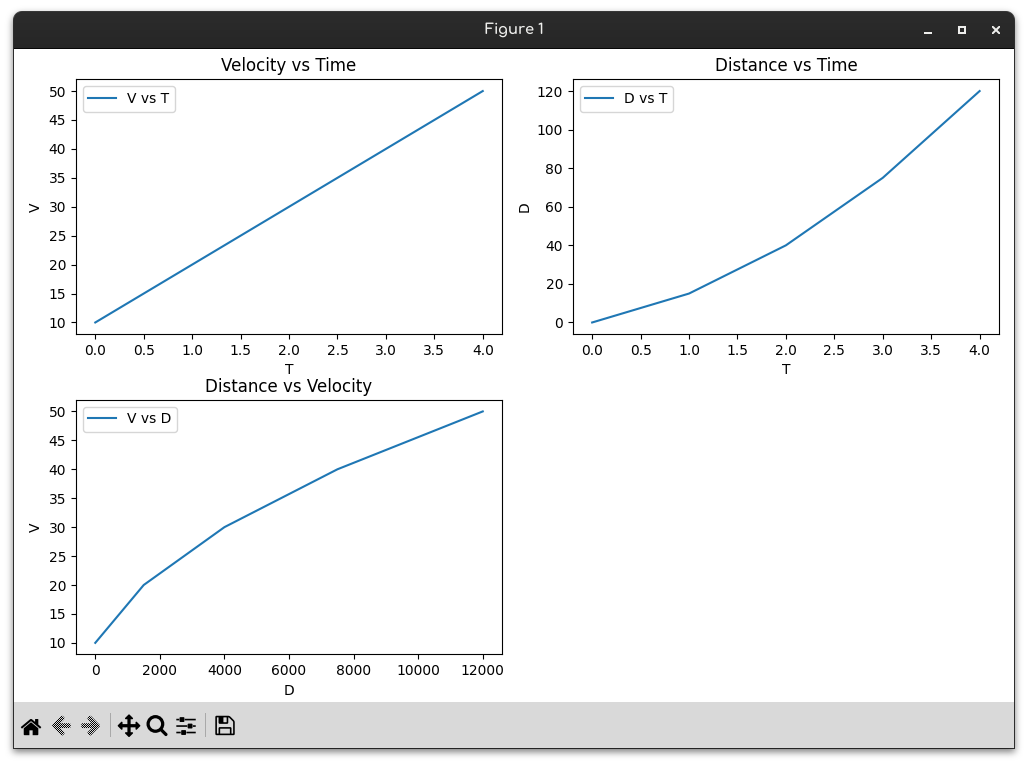 Figure 1
Velocity vs Time
V vs T
50
45
40
35
30
25
20
15
10
V
0.0 0.5 1.0 1.5 2.0 2.5 3.0 3.5 4.0
T
Distance vs Time
D vs T
120
100
80
60
40
20
0
D
0.0 0.5 1.0 1.5 2.0 2.5 3.0 3.5 4.0
T
Distance vs Velocity
V vs D
50
45
40
35
30
25
20
15
10
V
0 2000 4000 6000 8000 10000 12000
D